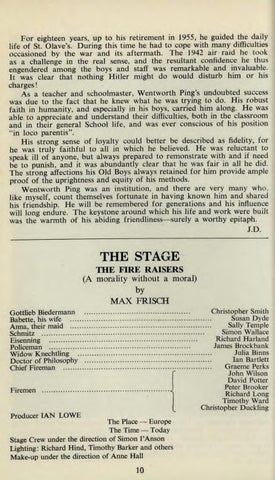 For eighteen years, up to his retirement in 1955, he guided the daily
life of St. Olave's. During this time he had to cope with many difficulties
occasioned by the war and its aftermath. The 1942 air raid he took
as a challenge in the real sense, and the resultant confidence he thus
engendered among the boys and staff was remarkable and invaluable.
It was clear that nothing Hitler might do would disturb him or his
charges!
As a teacher and schoolmaster, Wentworth Ping's undoubted success
was due to the fact that he knew what he was trying to do. His robust
faith in humanity, and especially in his boys, carried him along. He was
able to appreciate and understand their difficulties, both in the classroom
and in their general School life, and was ever conscious of his position
"in loco parentis".
His strong sense of loyalty could better be described as fidelity, for
he was truly faithful to all in which he believed. He was reluctant to
speak ill of anyone, but always prepared to remonstrate with and if need
be to punish, and it was abundantly clear that he was fair in all he did.
The strong affections his Old Boys always retained for him provide ample
proof of the uprightness and equity of his methods.
Wentworth Ping was an institution, and there are very many who,
like myself, count themselves fortunate in having known him and shared
his friendship. He will be remembered for generations and his influence
will long endure. The keystone around which his life and work were built
was the warmth of his abiding friendliness—surely a worthy epitaph.
J.D.
THE STAGE
THE FIRE RAISERS
(A morality without a moral)
by
MAX FRISCH
Gottlieb Biedermann ... Christopher Smith
Babette, his wife ... Susan Dyde
Anna, their maid ... Sally Temple
Schmitz ... Simon Wallace
Eisenning ... Richard Harland
Policeman ... James Brockbank
Widow Knechtling ... Julia Binns
Doctor of Philosophy ... Ian Bartlett
Chief Fireman ... Graeme Perks
John Wilson
David Potter
Firemen ... Peter Brooker
Richard Long
Timothy Ward
Christopher Duckling
Producer IAN LOWE
The Place — Europe
The Time — Today
Stage Crew under the direction of Simon I'Anson
Lighting: Richard Hind, Timothy Barker and others
Make-up under the direction of Anne Hall
10